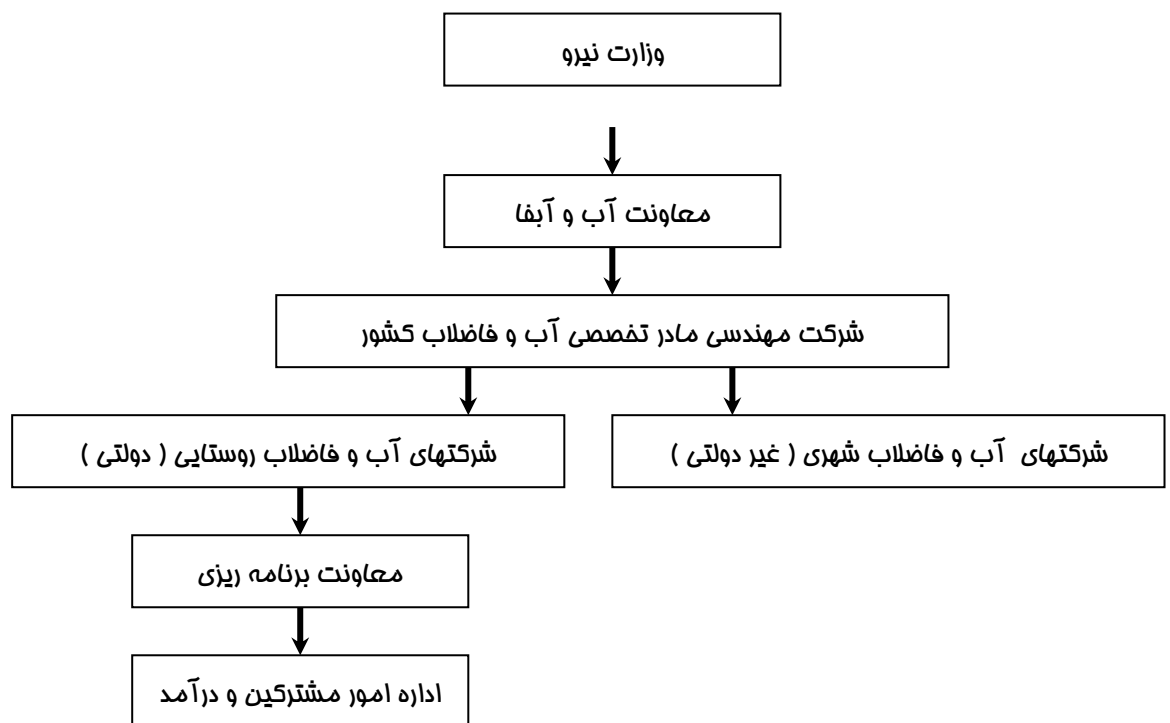 وزارت نیرو
معاونت آب و آبفا
شرکت مهندسی مادر تخصصی آب و فاضلاب کشور
شرکتهای آب و فاضلاب شهری ( غیر دولتی )
شرکتهای آب و فاضلاب روستایی ( دولتی )
معاونت برنامه ریزی
اداره امور مشترکین و درآمد